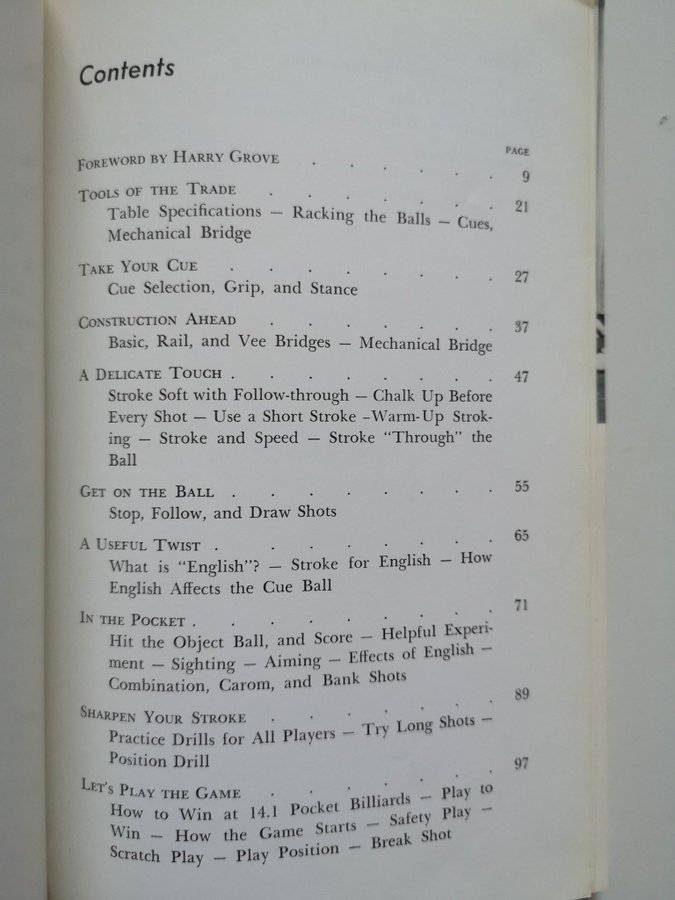 Contents
PAGE
FOREWORD BY HARRY GROVE . . . . . . 9
TOOLS OF THE TRADE . . . . . . . 21
Table Specifications — Racking the Balls — Cues,
Mechanical Bridge
TAKE YOUR CUE . . . . . . . . 27
Cue Selection, Grip, and Stance
CONSTRUCTION AHEAD . . . . . . . 37
Basic, Rail, and Vee Bridges — Mechanical Bridge
A DELICATE TOUCH . . . . . . . . 47
Stroke Soft with Follow-through — Chalk Up Before
Every Shot — Use a Short Stroke –Warm-Up Strok-
ing — Stroke and Speed — Stroke “Through” the
Ball
GET ON THE BALL . . . . . . . . 55
Stop, Follow, and Draw Shots
A USEFUL TWIST . . . . . . . . 65
What is “English”? — Stroke for English — How
English Affects the Cue Ball
IN THE POCKET . . . . . . . . . 71
Hit the Object Ball, and Score — Helpful Experi-
ment — Sighting — Aiming — Effects of English —
Combination, Carom, and Bank Shots
SHARPEN YOUR STROKE . . . . . . . 89
Practice Drills for All Players — Try Long Shots —
Position Drill
LET'S PLAY THE GAME . . . . . . . 97
How to Win at 14.1 Pocket Billiards — Play to
Win — How the Game Starts — Safety Play —
Scratch Play — Play Position — Break Shot